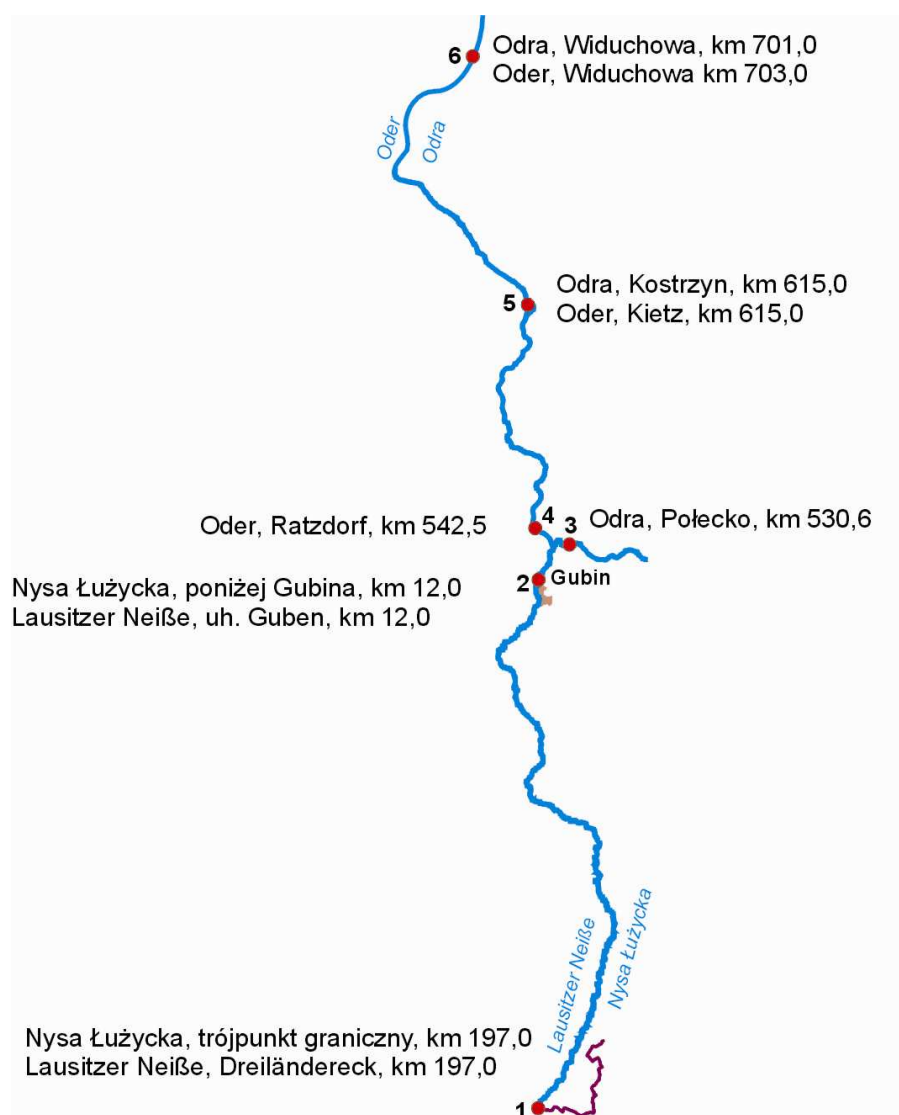 6
Odra, Widuchowa, km 701,0
Oder, Widuchowa km 703,0
Oder
Odra
5
Odra, Kostrzyn, km 615,0
Oder, Kietz, km 615,0
Oder, Ratzdorf, km 542,5
4
3
Odra, Połecko, km 530,6
2
Gubin
Nysa Łużycka, poniżej Gubina, km 12,0
Lausitzer Neiße, uh. Guben, km 12,0
Lausitzer Neiße
Nysa Łużycka
Nysa Łużycka, trójpunkt graniczny, km 197,0
Lausitzer Neiße, Dreiländereck, km 197,0
1